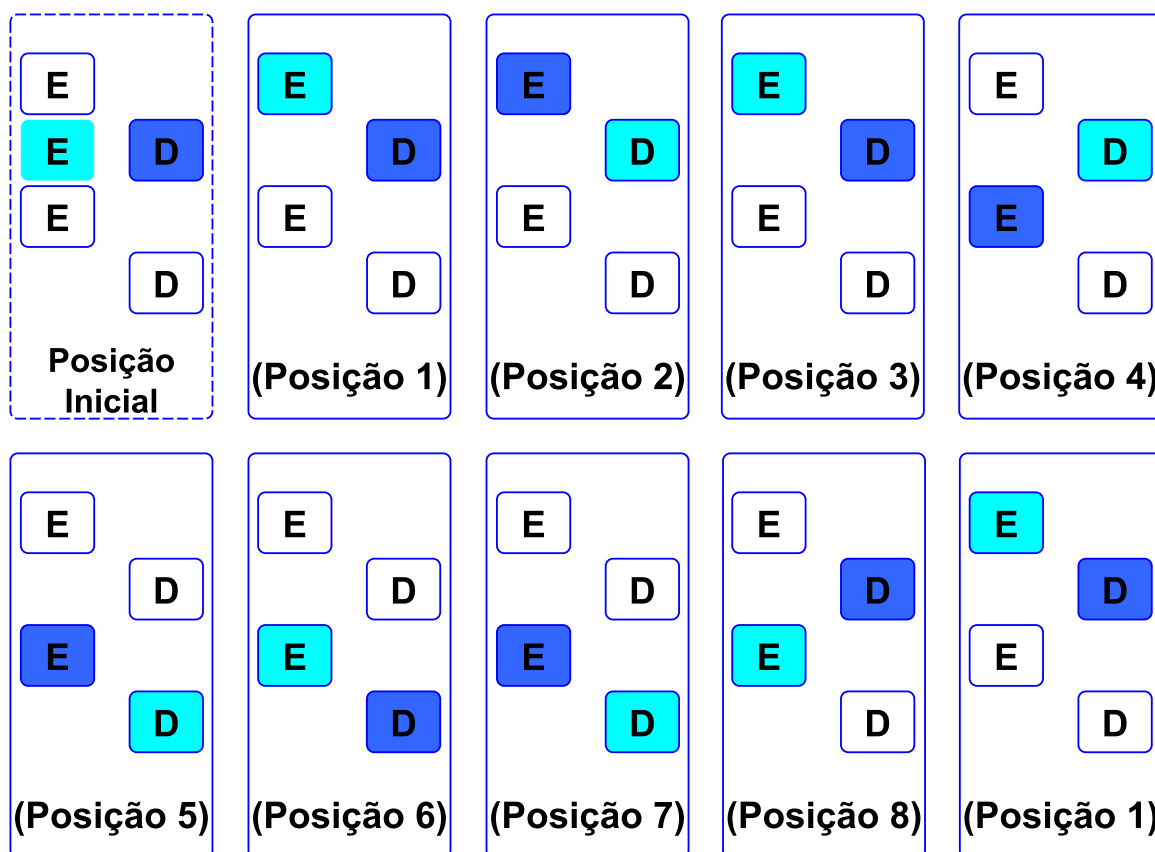 E
E D
E
D
Posição
Inicial
E
D
E
D
(Posição 1)
E
D
E
D
(Posição 2)
E
D
E
D
(Posição 3)
E
D
E
D
(Posição 4)
E
D
E
D
(Posição 5)
E
D
E
D
(Posição 6)
E
D
E
D
(Posição 7)
E
D
E
D
(Posição 8)
E
D
E
D
(Posição 1)